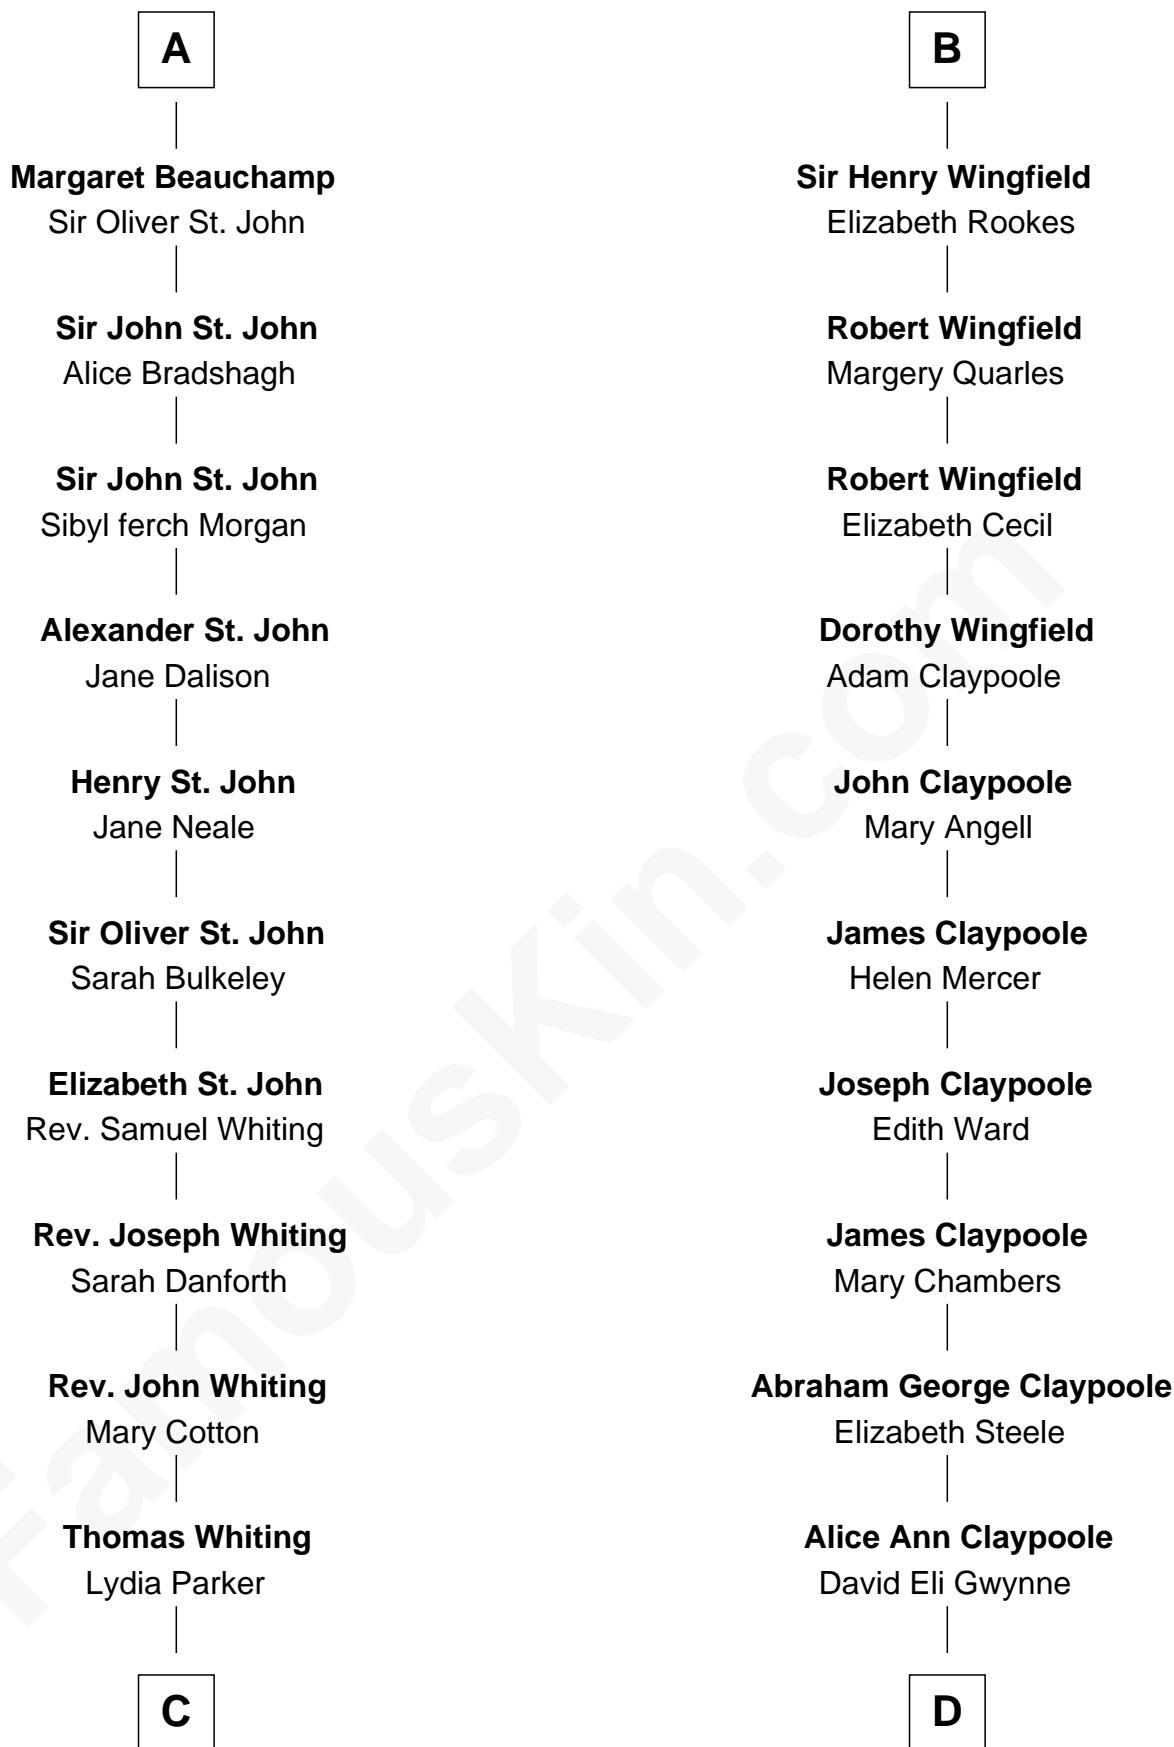 A
Margaret Beauchamp
Sir Oliver St. John
Sir John St. John
Alice Bradshagh
Sir John St. John
Sibyl ferch Morgan
Alexander St. John
Jane Dalison
Henry St. John
Jane Neale
Sir Oliver St. John
Sarah Bulkeley
Elizabeth St. John
Rev. Samuel Whiting
Rev. Joseph Whiting
Sarah Danforth
Rev. John Whiting
Mary Cotton
Thomas Whiting
Lydia Parker
C
B
Sir Henry Wingfield
Elizabeth Rookes
Robert Wingfield
Margery Quarles
Robert Wingfield
Elizabeth Cecil
Dorothy Wingfield
Adam Claypoole
John Claypoole
Mary Angell
James Claypoole
Helen Mercer
Joseph Claypoole
Edith Ward
James Claypoole
Mary Chambers
Abraham George Claypoole
Elizabeth Steele
Alice Ann Claypoole
David Eli Gwynne
D
FamousKin.com